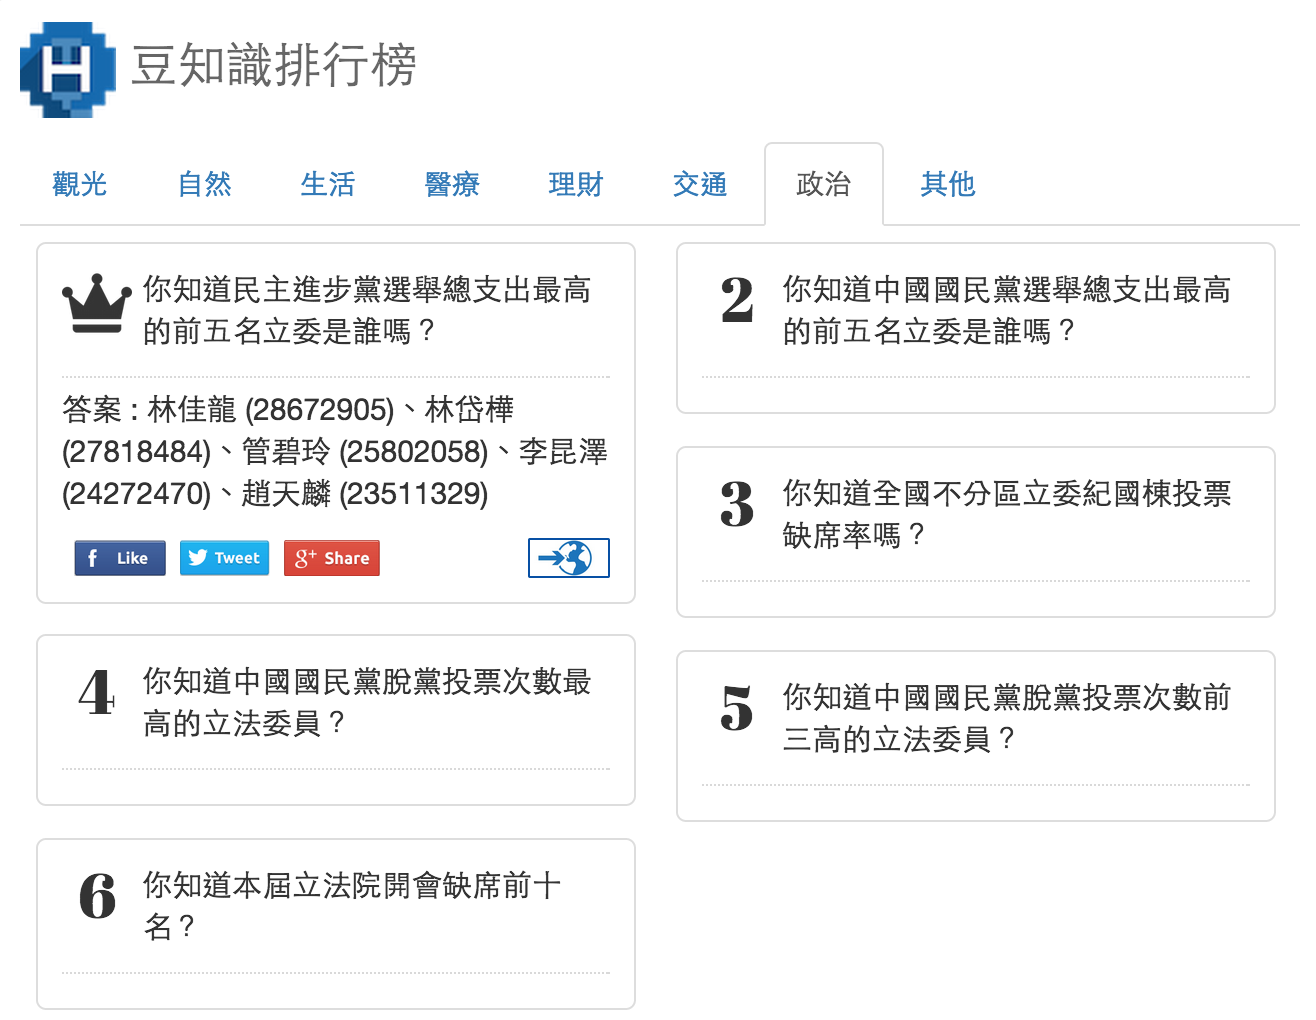 H
豆知識排行榜
觀光
自然
生活
醫療
理財
交通
政治
其他
你知道民主進步黨選舉總支出最高
的前五名立委是誰嗎？
答案 : 林佳龍 (28672905)、林岱樺
(27818484)、管碧玲 (25802058)、李昆澤
(24272470)、趙天麟 (23511329)
f Like
Tweet
g+ Share
2
你知道中國國民黨選舉總支出最高
的前五名立委是誰嗎？
3
你知道全國不分區立委紀國棟投票
缺席率嗎？
4
你知道中國國民黨脫黨投票次數最
高的立法委員？
5
你知道中國國民黨脫黨投票次數前
三高的立法委員？
6
你知道本屆立法院開會缺席前十
名？